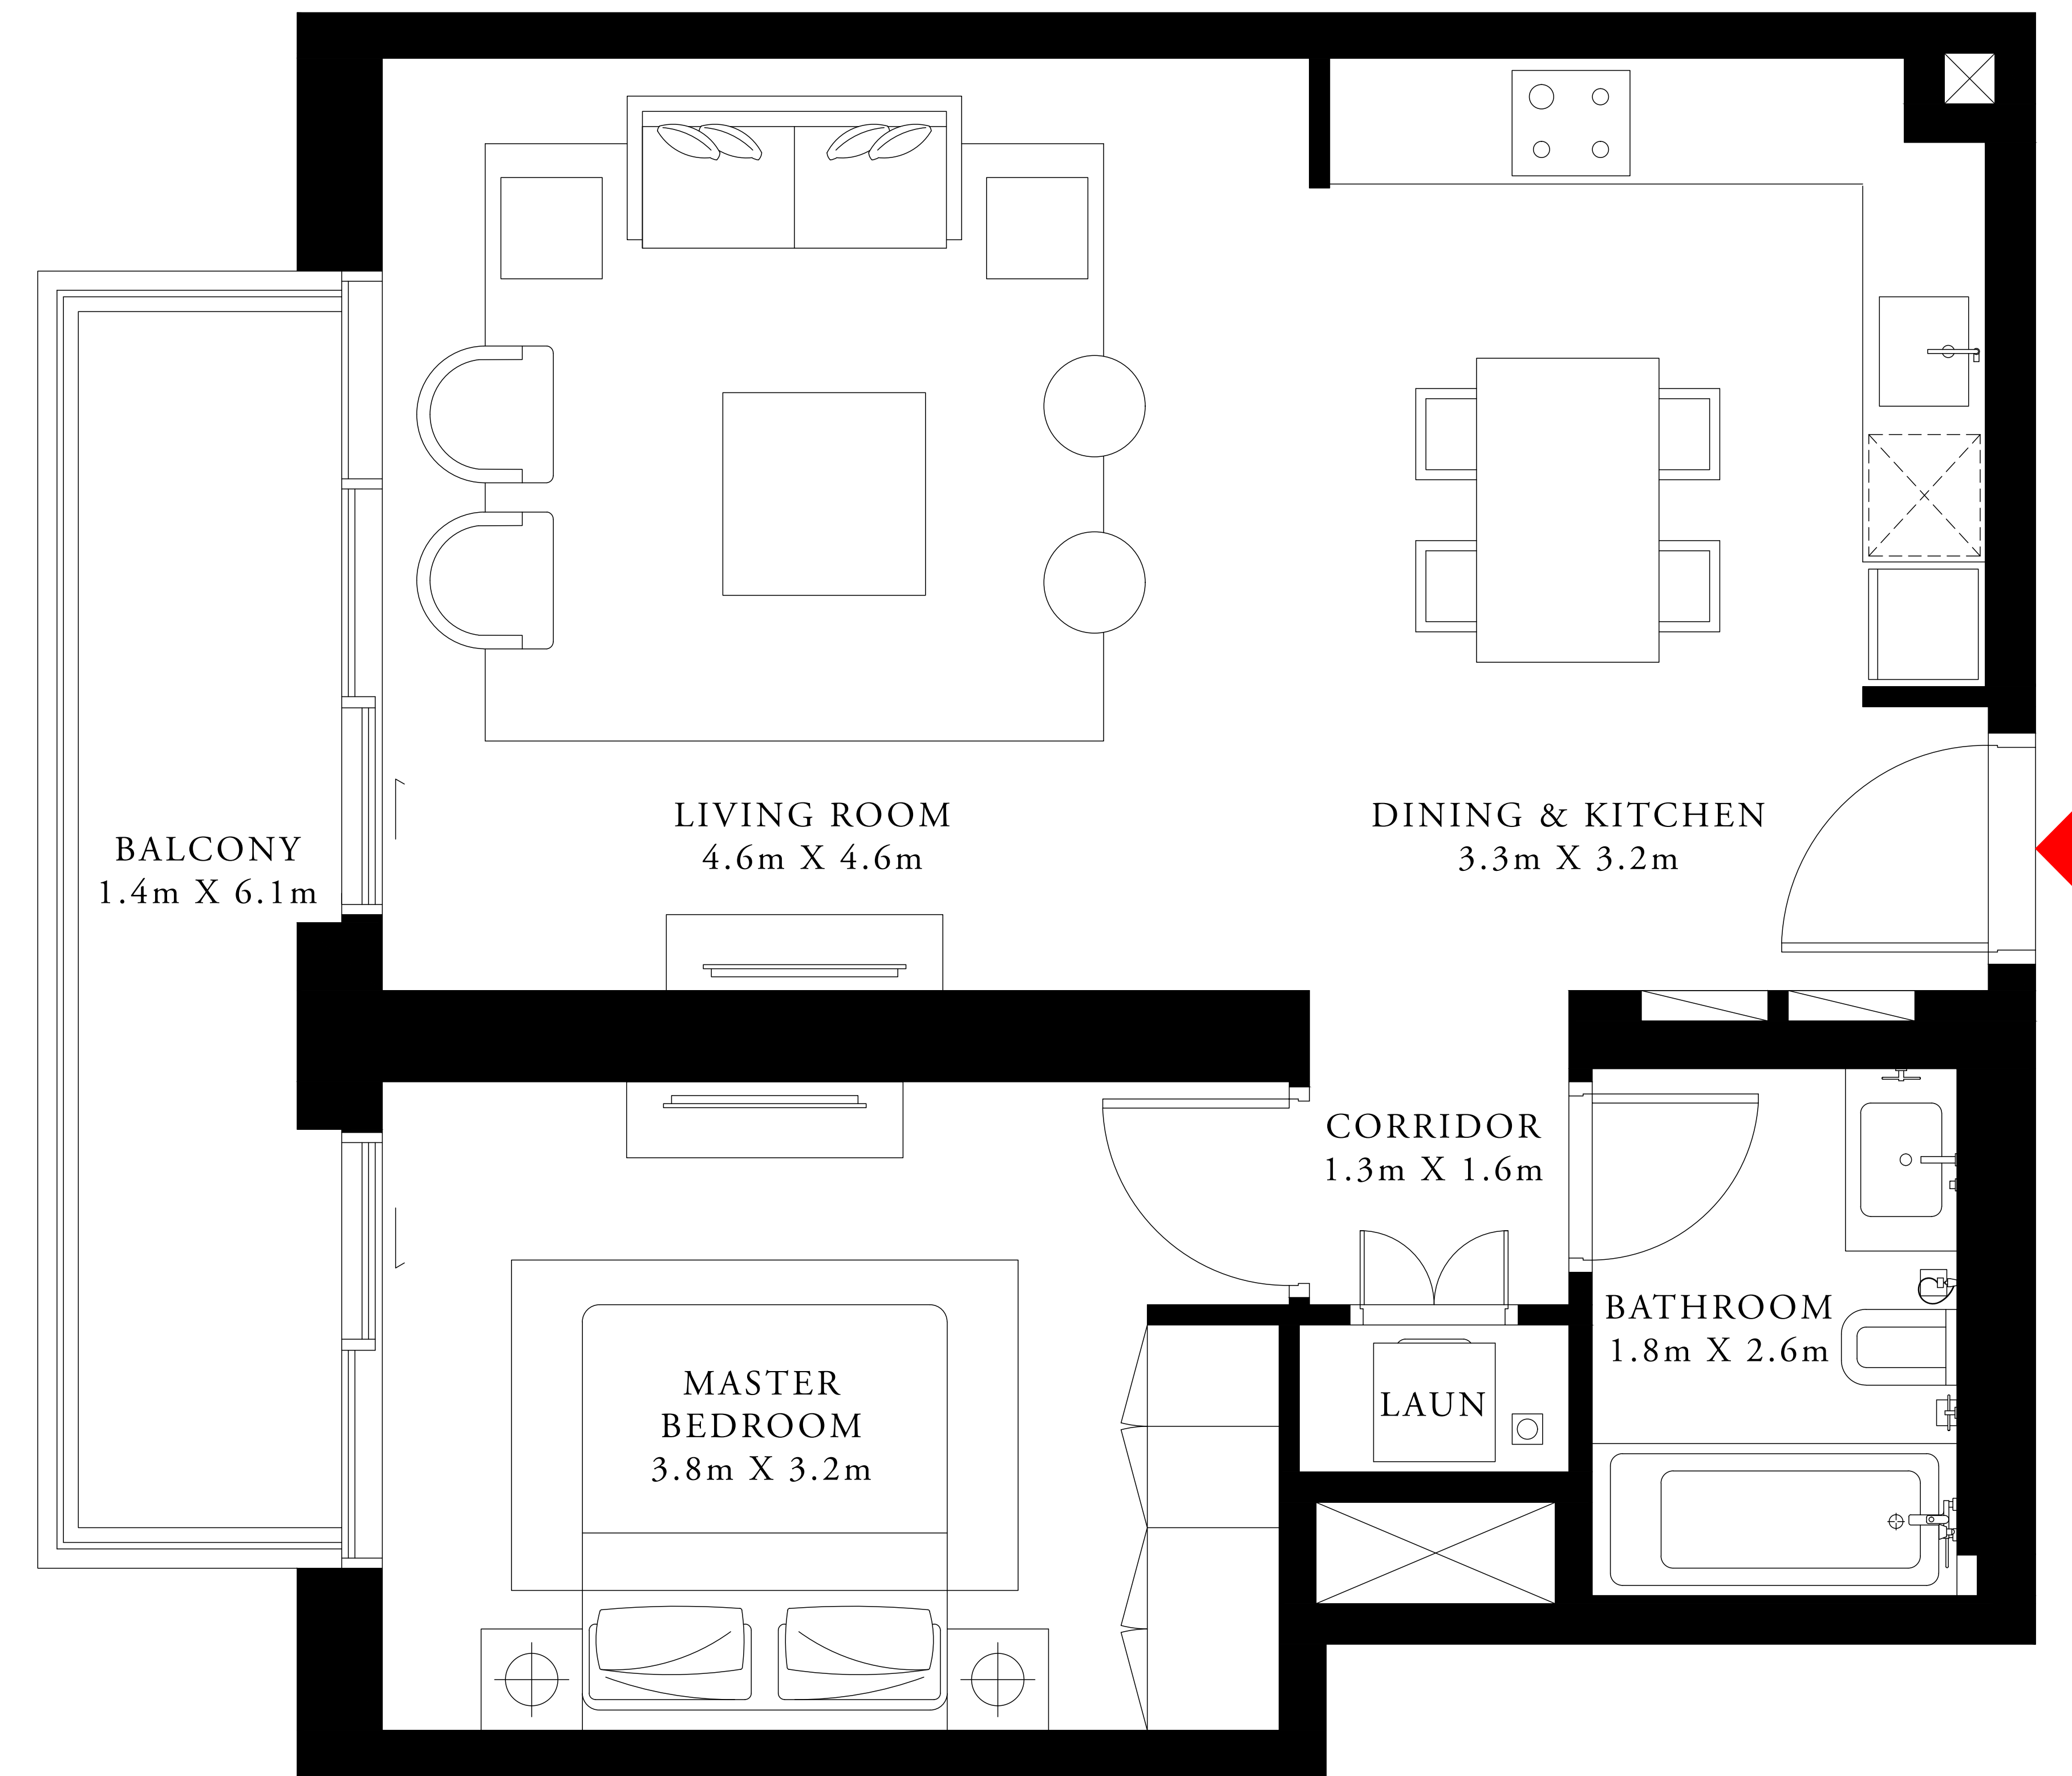 LIVING ROOM
4.6m X 4.6m
DINING & KITCHEN
3.3m X 3.2m
BALCONY
1.4m X 6.1m
CORRIDOR
1.3m X 1.6m
BATHROOM
1.8m X 2.6m
MASTER
BEDROOM
3.8m X 3.2m
LAUN